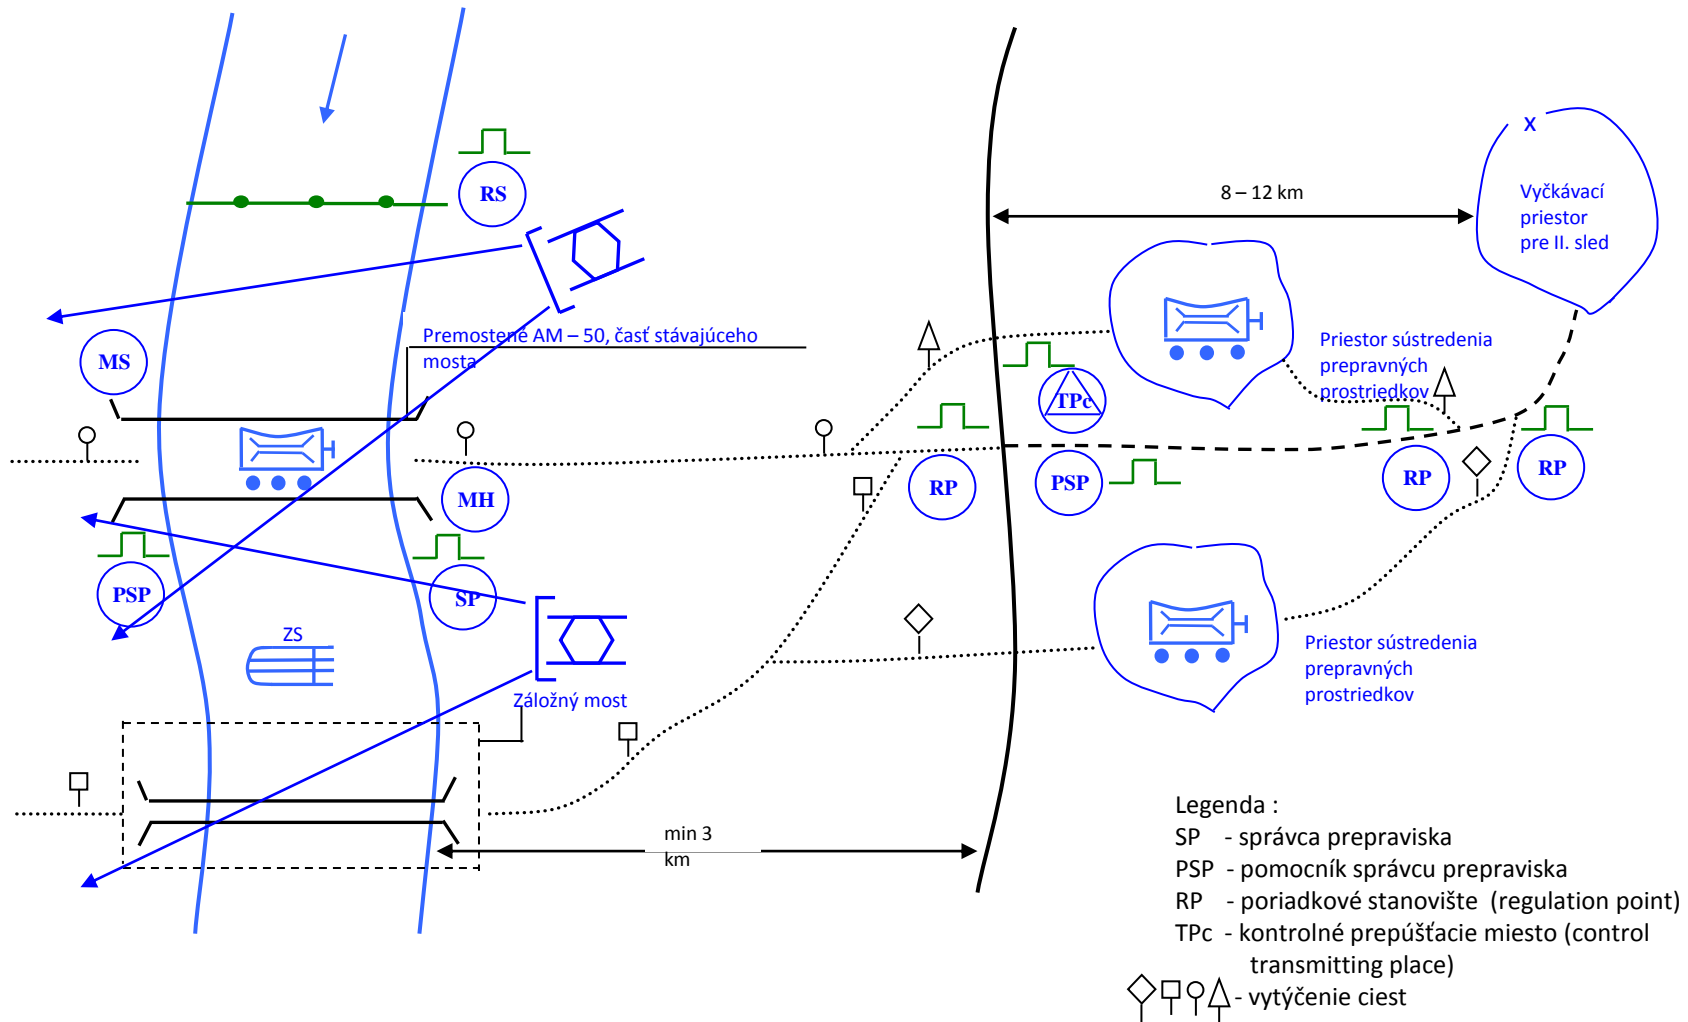 X
RS
8 – 12 km
Vyčkávací
priestor
pre II. sled
Premostené AM – 50, časť stávajúceho
mosta
MS
Priestor sústredenia
prepravných
prostriedkov
TPc
MH
RP
PSP
RP
RP
PSP
SP
ZS
Záložný most
Priestor sústredenia
prepravných
prostriedkov
min 3
km
Legenda :
SP - správca prepraviska
PSP - pomocník správcu prepraviska
RP - poriadkové stanovište (regulation point)
TPc - kontrolné prepúšťacie miesto (control
transmitting place)
- vytýčenie ciest